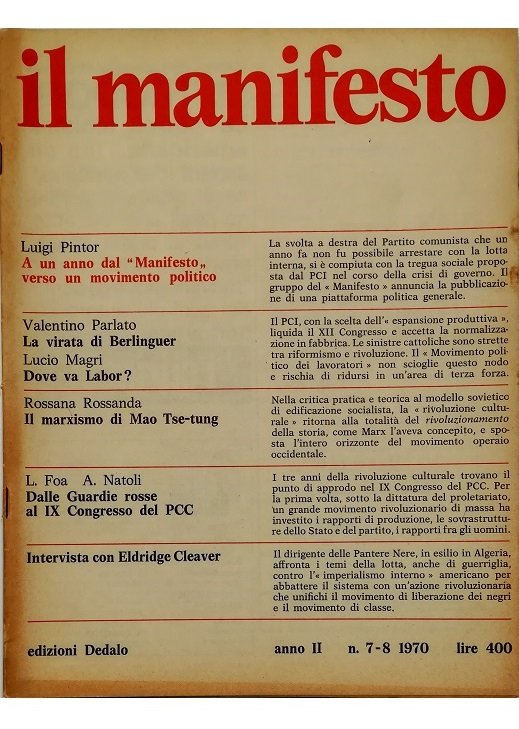 il manifesto
Luigi Pintor
A un anno dal "Manifesto„
verso un movimento politico
La svolta a destra del Partito comunista che un
anno fa non fu possibile arrestare con la lotta
interna, si è compiuta con la tregua sociale propo-
sta dal PCI nel corso della crisi di governo. Il
gruppo del « Manifesto » annuncia la pubblicazio-
ne di una piattaforma politica generale.
Valentino Parlato
La virata di Berlinguer
Lucio Magri
Dove va Labor?
Il PCI, con la scelta dell'« espansione produttiva »,
liquida il XII Congresso e accetta la normalizza-
zione in fabbrica. Le sinistre cattoliche sono strette
tra riformismo e rivoluzione. Il « Movimento poli-
tico dei lavoratori » non scioglie questo nodo
e rischia di ridursi in un'area di terza forza.
Rossana Rossanda
Il marxismo di Mao Tse-tung
Nella critica pratica e teorica al modello sovietico
di edificazione socialista, la « rivoluzione cultu-
rale » ritorna alla totalità del rivoluzionamento
della storia, come Marx l'aveva concepito, e spo-
sta l'intero orizzonte del movimento operaio
occidentale.
L. Foa A. Natoli
Dalle Guardie rosse
al IX Congresso del PCC
I tre anni della rivoluzione culturale trovano il
punto di approdo nel IX Congresso del PCC. Per
la prima volta, sotto la dittatura del proletariato,
un grande movimento rivoluzionario di massa ha
investito i rapporti di produzione, le sovrastruttu-
re dello Stato e del partito, i rapporti fra gli uomini.
Intervista con Eldridge Cleaver
Il dirigente delle Pantere Nere, in esilio in Algeria,
affronta i temi della lotta, anche di guerriglia,
contro l'« imperialismo interno » americano per
abbattere il sistema con un'azione rivoluzionaria
che unifichi il movimento di liberazione dei negri
e il movimento di classe.
edizioni Dedalo anno II n. 7-8 1970 lire 400